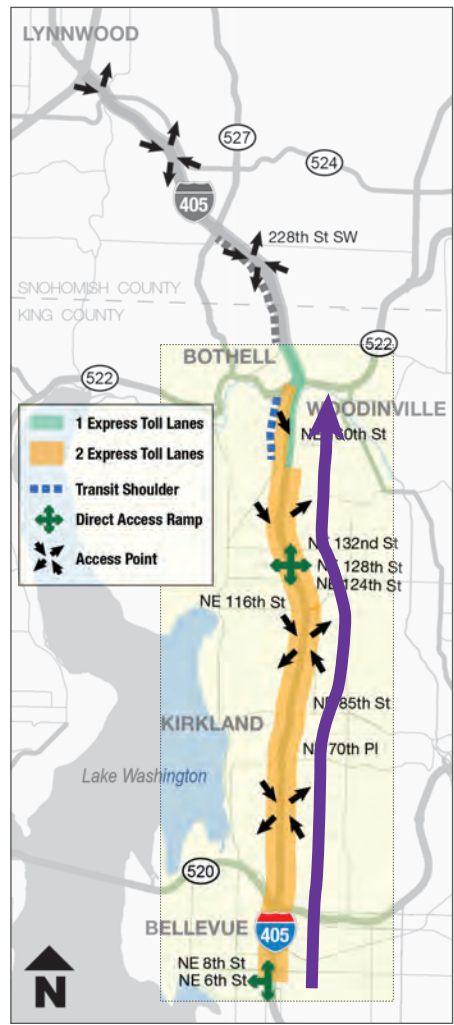 LYNNWOOD
527
524
405
228th St SW
SNOHOMISH COUNTY
KING COUNTY
522
BOTHELL
522
WOODINVILLE
1 Express Toll Lanes
2 Express Toll Lanes
Transit Shoulder
Direct Access Ramp
Access Point
NE 132nd St
NE 128th St
NE 124th St
NE 116th St
NE 85th St
KIRKLAND
NE 70th Pl
Lake Washington
520
BELLEVUE
405
NE 8th St
NE 6th St
N